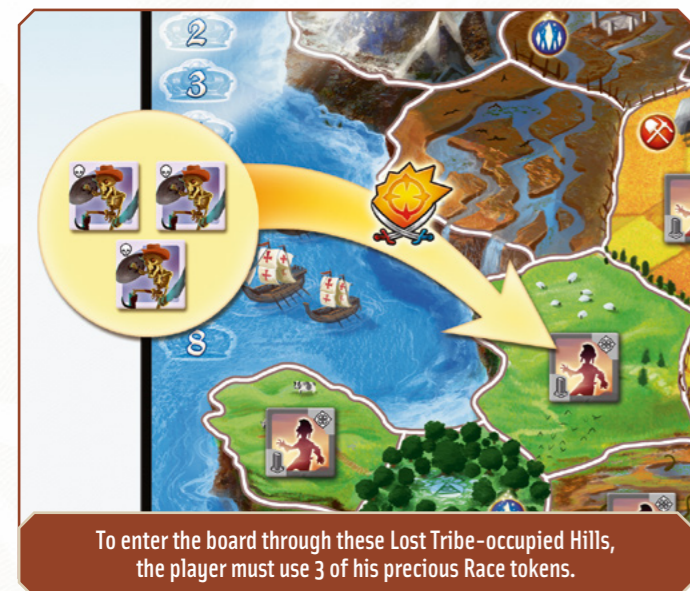 2
3
8
To enter the board through these Lost Tribe-occupied Hills,
the player must use 3 of his precious Race tokens.